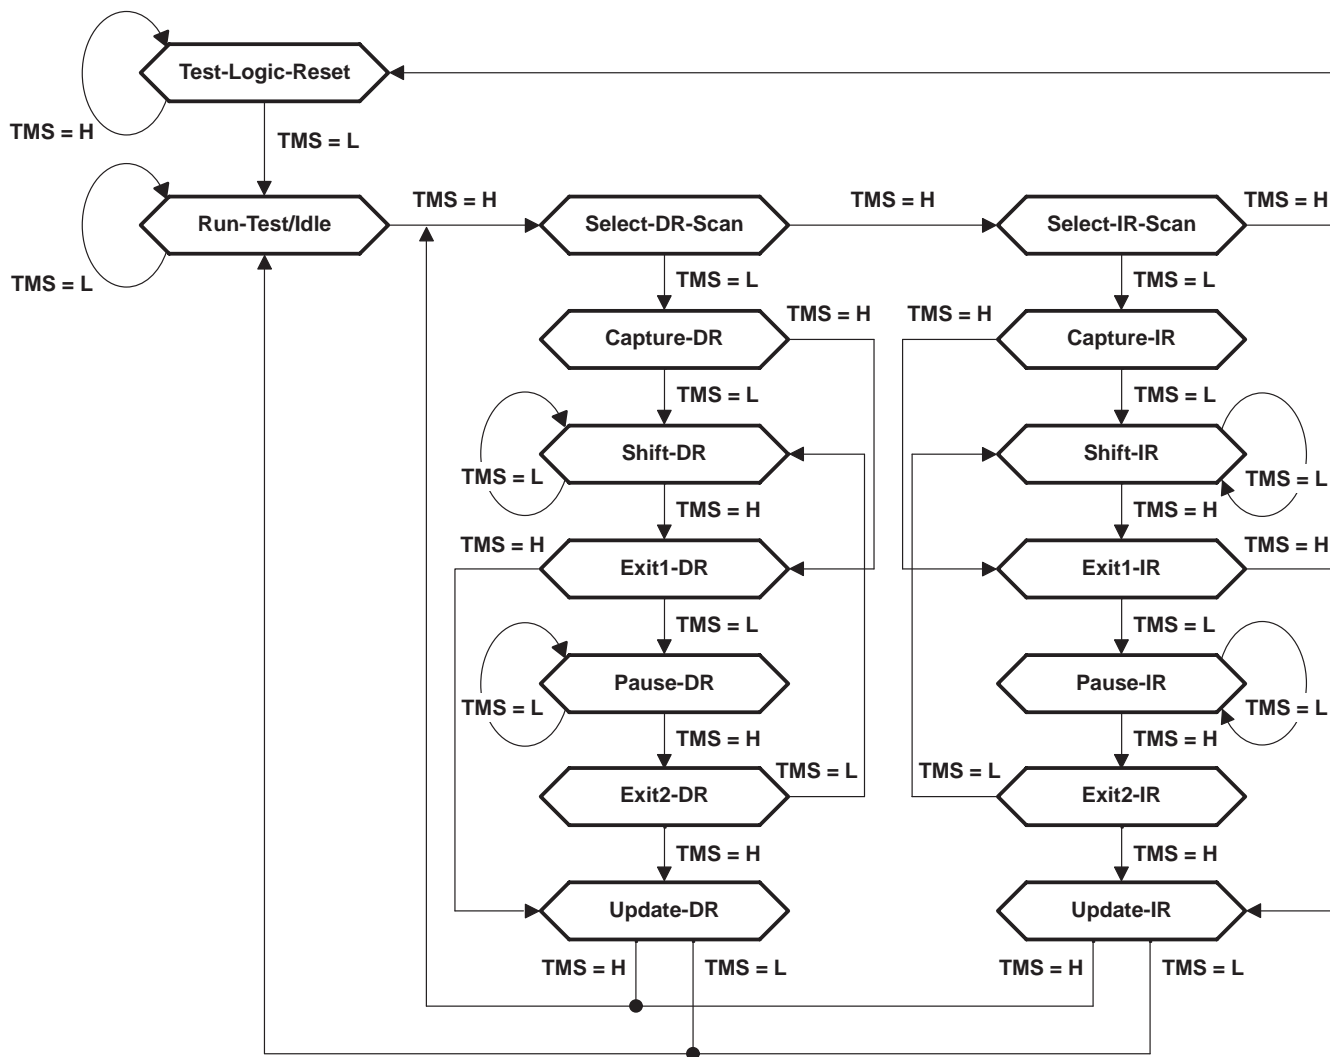 Test-Logic-Reset
TMS = H
TMS = L
TMS = H
TMS = H
TMS = H
Run-Test/Idle
Select-DR-Scan
Select-IR-Scan
TMS = L
TMS = L
TMS = L
TMS = H
TMS = H
Capture-DR
Capture-IR
TMS = L
TMS = L
Shift-DR
Shift-IR
TMS = L
TMS = L
TMS = H
TMS = H
TMS = H
TMS = H
Exit1-DR
Exit1-IR
TMS = L
TMS = L
Pause-DR
Pause-IR
TMS = L
TMS = L
TMS = H
TMS = H
TMS = L
TMS = L
Exit2-DR
Exit2-IR
TMS = H
TMS = H
Update-DR
Update-IR
TMS = H
TMS = L
TMS = H
TMS = L